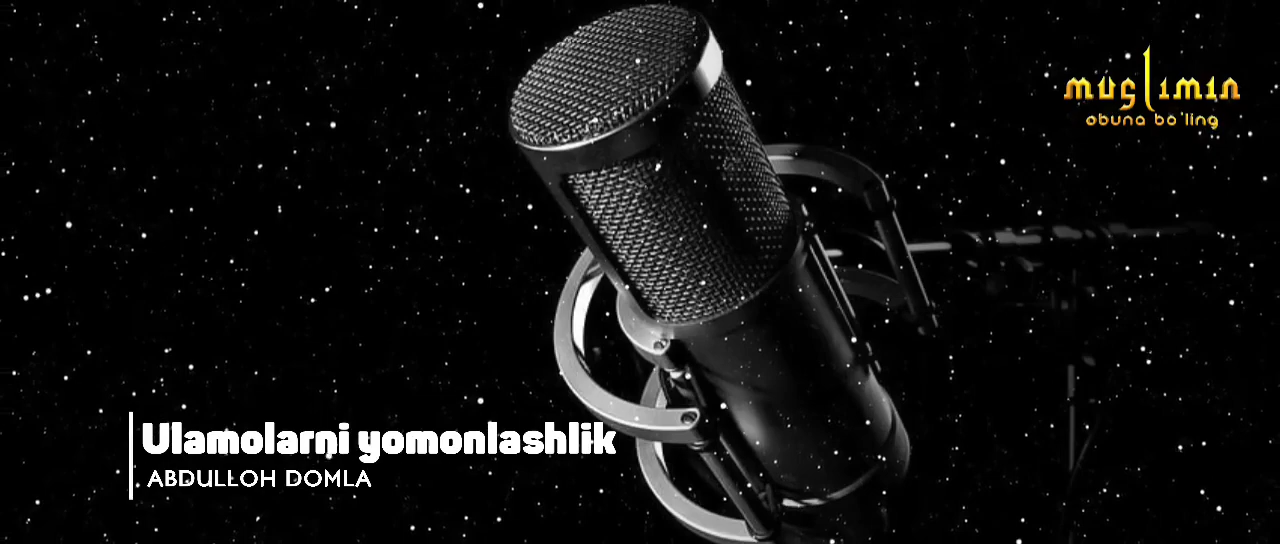 muslimin
obuna bo'ling
Ulamolarni yomonlashlik
ABDULLOH DOMLA